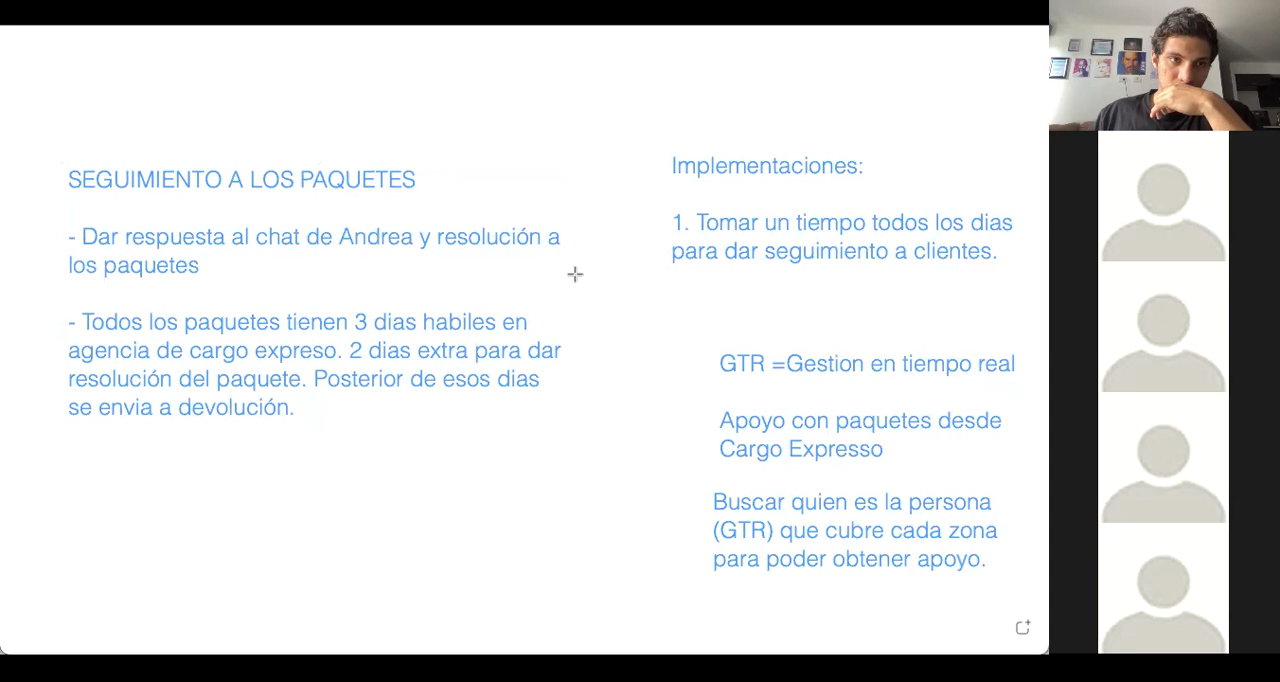 SEGUIMIENTO A LOS PAQUETES
- Dar respuesta al chat de Andrea y resolución a
los paquetes
- Todos los paquetes tienen 3 dias habiles en
agencia de cargo expreso. 2 dias extra para dar
resolución del paquete. Posterior de esos dias
se envia a devolución.
Implementaciones:
1. Tomar un tiempo todos los dias
para dar seguimiento a clientes.
GTR =Gestion en tiempo real
Apoyo con paquetes desde
Cargo Expresso
Buscar quien es la persona
(GTR) que cubre cada zona
para poder obtener apoyo.